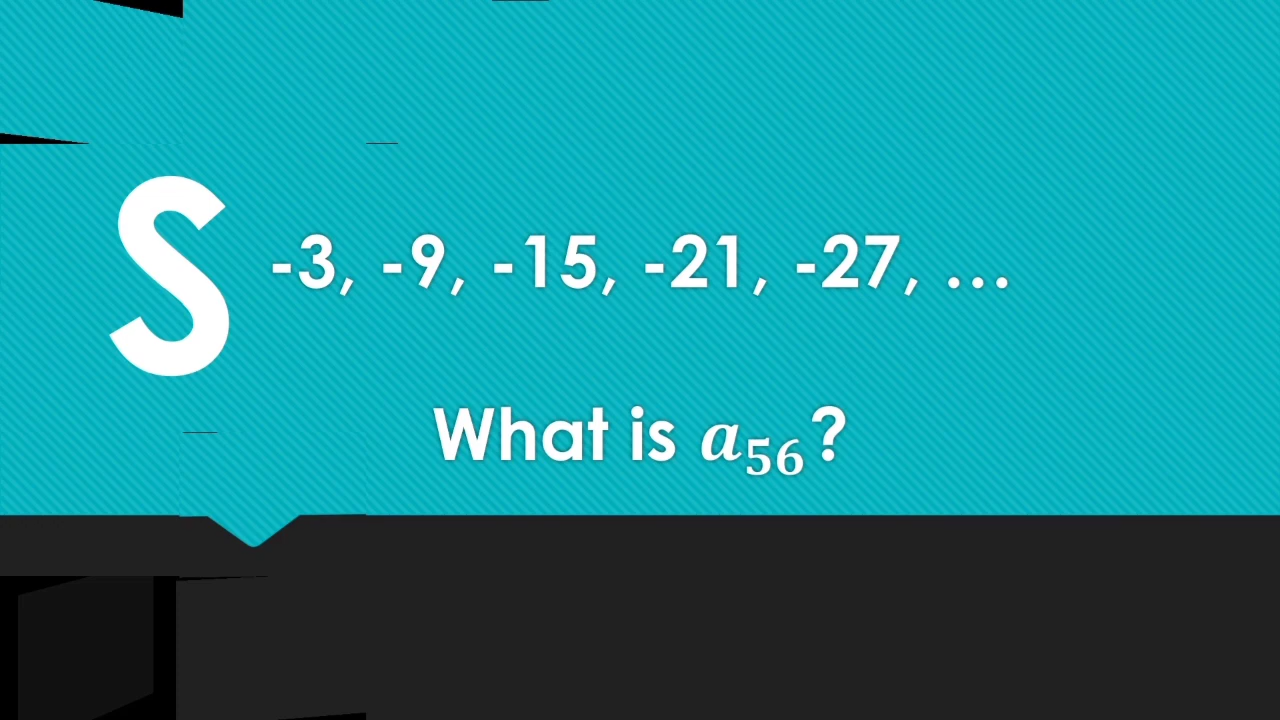 S -3, -9, -15, -21, -27, …
What is a₅₆?